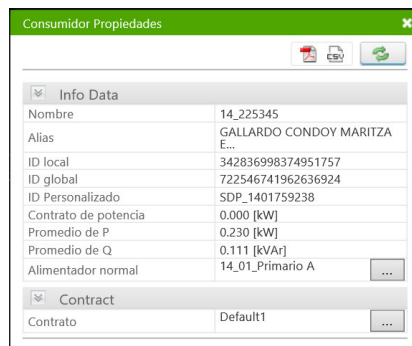 Consumidor Propiedades
CSV
Info Data
Nombre 14_225345
Alias GALLARDO CONDOY MARITZA E...
ID local 342836998374951757
ID global 722546741962636924
ID Personalizado SDP_1401759238
Contrato de potencia 0.000 [kW]
Promedio de P 0.230 [kW]
Promedio de Q 0.111 [kVAr]
Alimentador normal 14_01_Primario A ...
Contract
Contrato Default1 ...